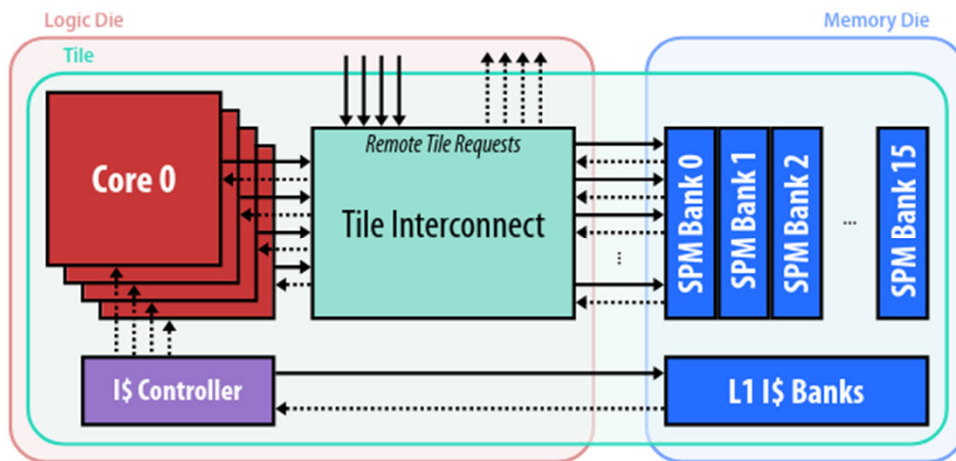 Logic Die
Memory Die
Tile
Remote Tile Requests
Core 0
Tile Interconnect
SPM Bank 0
SPM Bank 1
SPM Bank 2
...
SPM Bank 15
...
I$ Controller
L1 I$ Banks